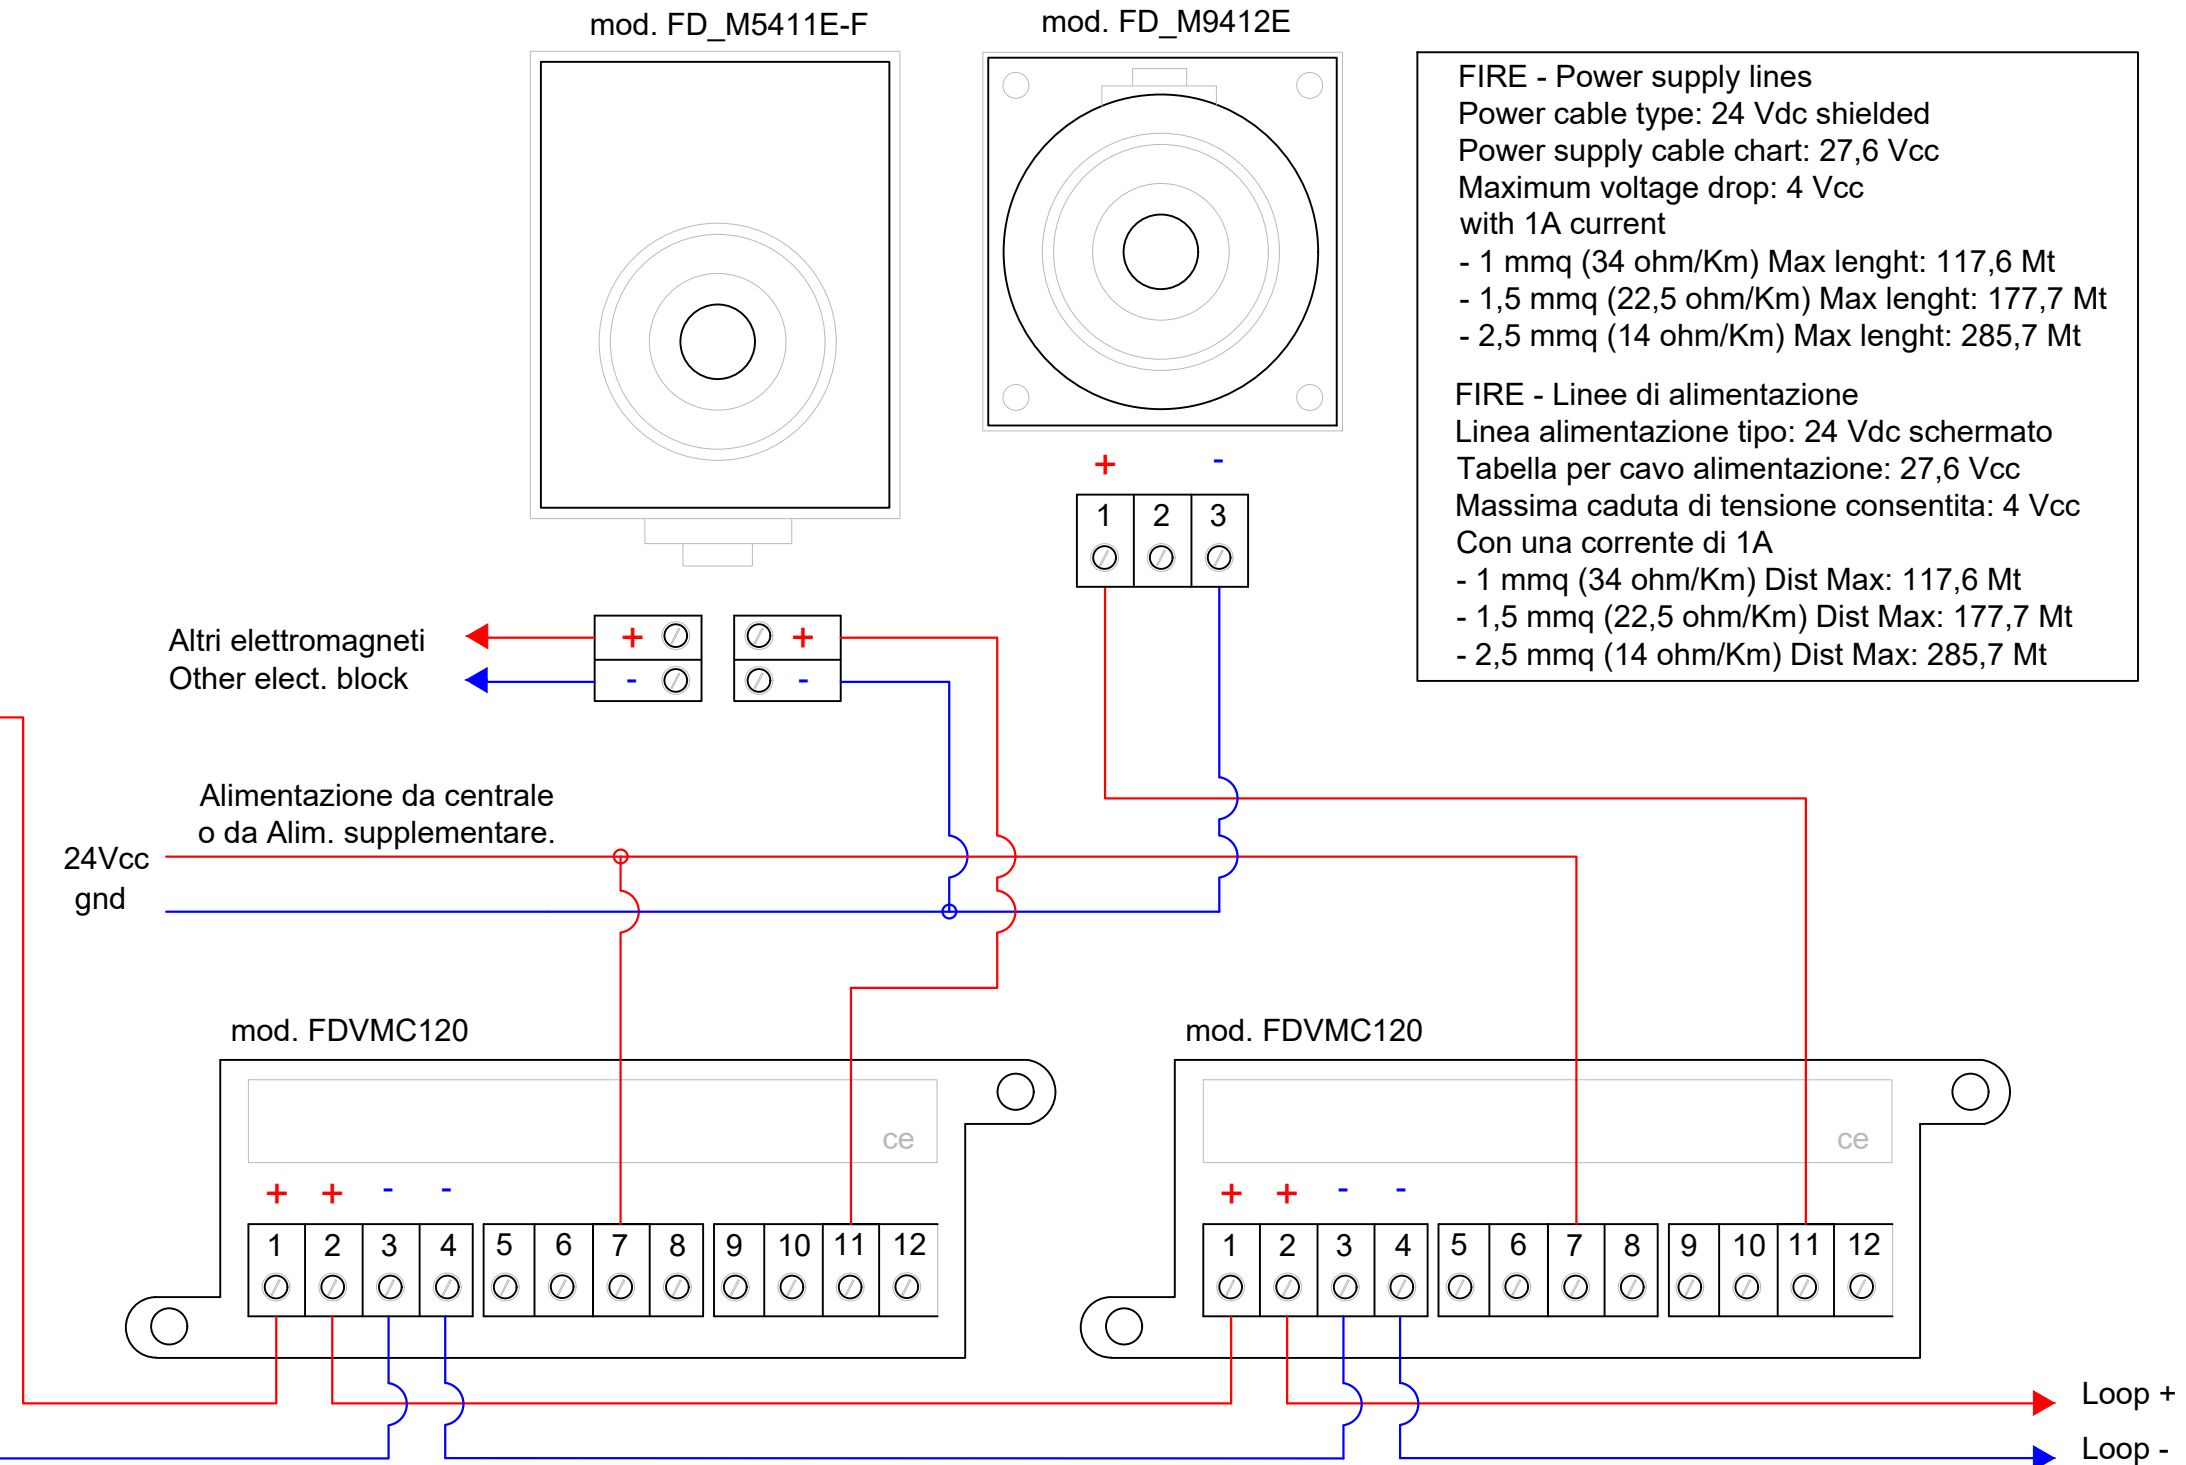 mod. FD_M5411E-F
mod. FD_M9412E
FIRE - Power supply lines
Power cable type: 24 Vdc shielded
Power supply cable chart: 27,6 Vcc
Maximum voltage drop: 4 Vcc
with 1A current
- 1 mmq (34 ohm/Km) Max lenght: 117,6 Mt
- 1,5 mmq (22,5 ohm/Km) Max lenght: 177,7 Mt
- 2,5 mmq (14 ohm/Km) Max lenght: 285,7 Mt
FIRE - Linee di alimentazione
Linea alimentazione tipo: 24 Vdc schermato
Tabella per cavo alimentazione: 27,6 Vcc
Massima caduta di tensione consentita: 4 Vcc
Con una corrente di 1A
- 1 mmq (34 ohm/Km) Dist Max: 117,6 Mt
- 1,5 mmq (22,5 ohm/Km) Dist Max: 177,7 Mt
- 2,5 mmq (14 ohm/Km) Dist Max: 285,7 Mt
+ -
1 2 3
Altri elettromagneti
Other elect. block
+ +
- -
Alimentazione da centrale
o da Alim. supplementare.
24Vcc
gnd
mod. FDVMC120
ce
+ + - -
1 2 3 4 5 6 7 8 9 10 11 12
mod. FDVMC120
ce
+ + - -
1 2 3 4 5 6 7 8 9 10 11 12
Loop +
Loop -